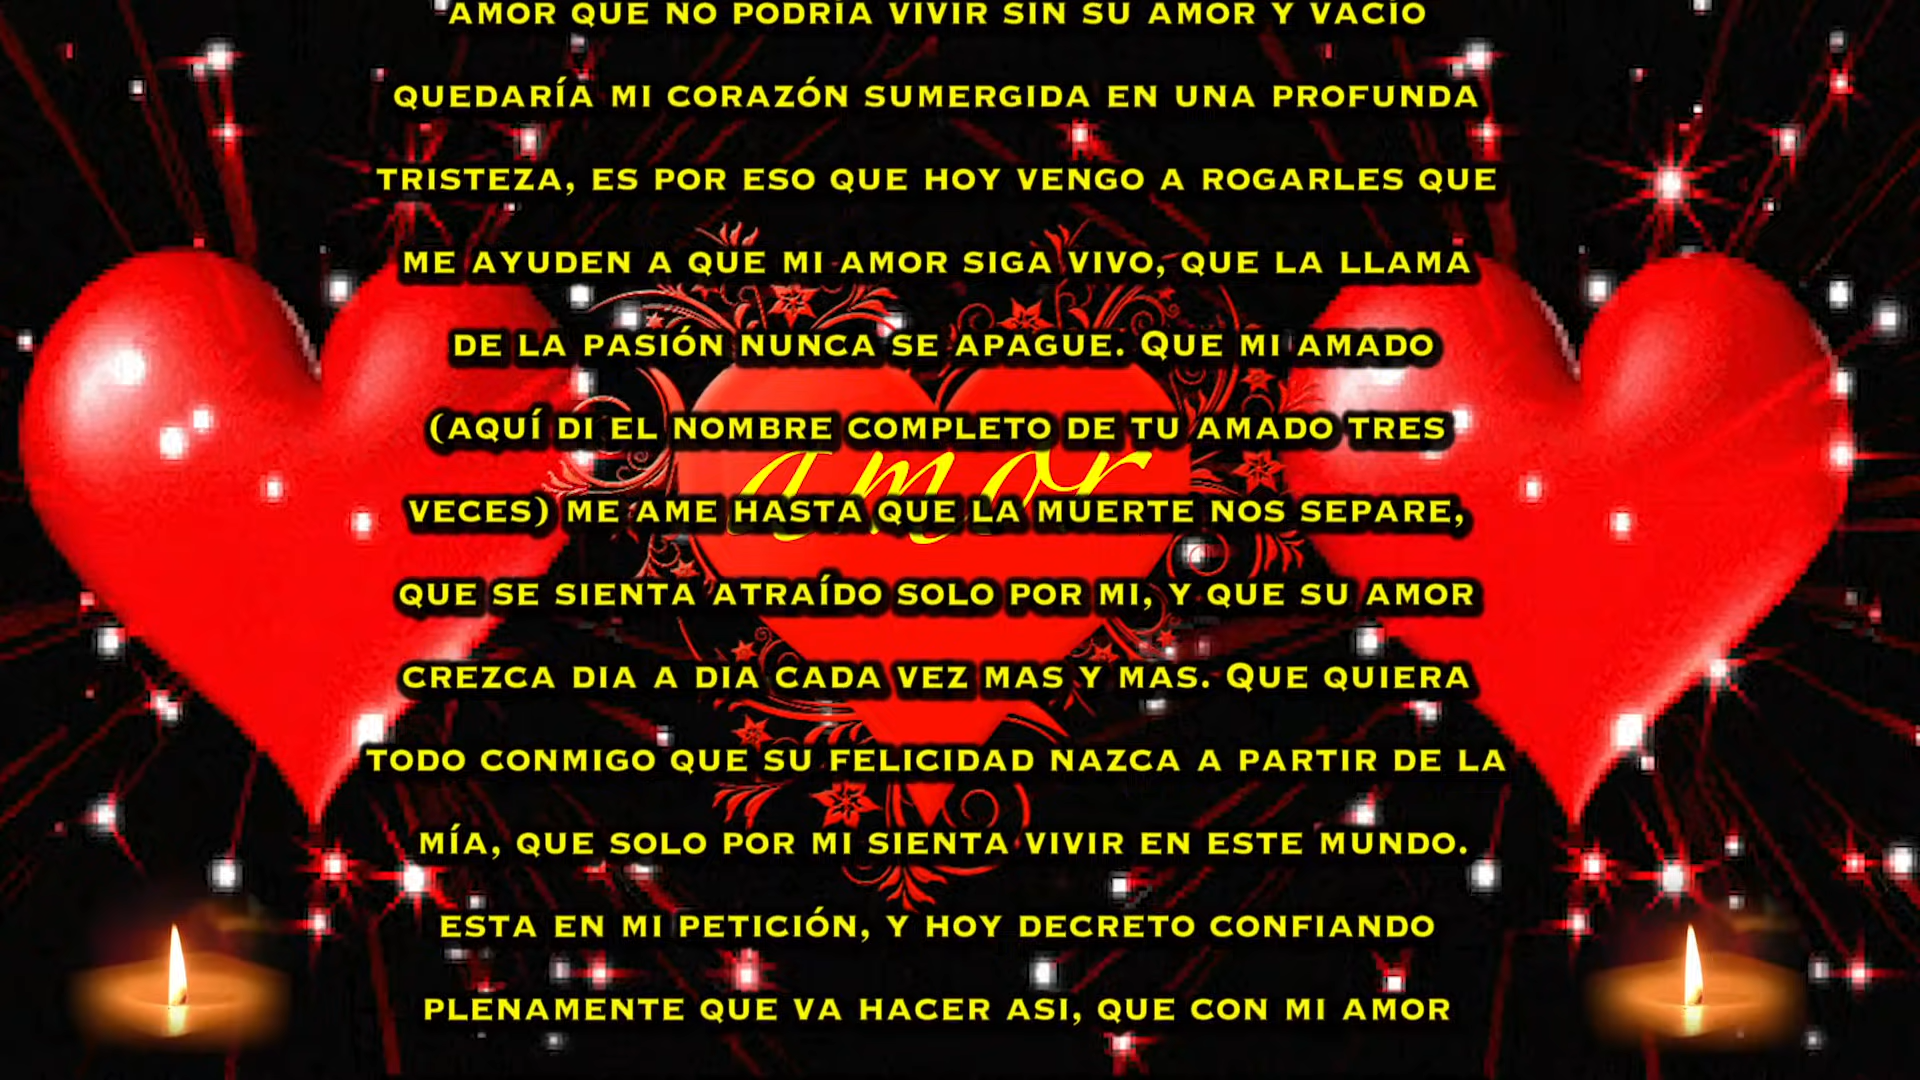 AMOR QUE NO PODRÍA VIVIR SIN SU AMOR Y VACÍO
QUEDARÍA MI CORAZÓN SUMERGIDA EN UNA PROFUNDA
TRISTEZA, ES POR ESO QUE HOY VENGO A ROGARLES QUE
ME AYUDEN A QUE MI AMOR SIGA VIVO, QUE LA LLAMA
DE LA PASIÓN NUNCA SE APAGUE. QUE MI AMADO
(AQUÍ DI EL NOMBRE COMPLETO DE TU AMADO TRES
amor
VECES) ME AME HASTA QUE LA MUERTE NOS SEPARE,
QUE SE SIENTA ATRAÍDO SOLO POR MI, Y QUE SU AMOR
CREZCA DIA A DIA CADA VEZ MAS Y MAS. QUE QUIERA
TODO CONMIGO QUE SU FELICIDAD NAZCA A PARTIR DE LA
MÍA, QUE SOLO POR MI SIENTA VIVIR EN ESTE MUNDO.
ESTA EN MI PETICIÓN, Y HOY DECRETO CONFIANDO
PLENAMENTE QUE VA HACER ASI, QUE CON MI AMOR